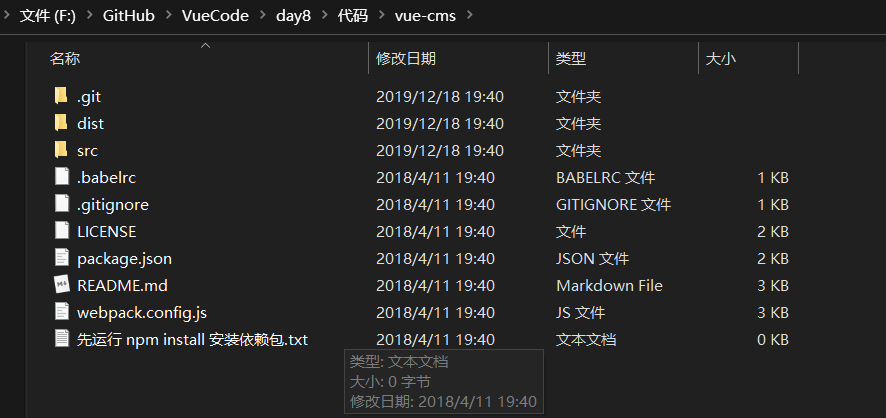 文件 (F:) GitHub VueCode day8 代码 vue-cms
名称 修改日期 类型 大小
.git 2019/12/18 19:40 文件夹
dist 2019/12/18 19:40 文件夹
src 2019/12/18 19:40 文件夹
.babelrc 2018/4/11 19:40 BABELRC 文件 1 KB
.gitignore 2018/4/11 19:40 GITIGNORE 文件 1 KB
LICENSE 2018/4/11 19:40 文件 2 KB
package.json 2018/4/11 19:40 JSON 文件 2 KB
README.md 2018/4/11 19:40 Markdown File 3 KB
webpack.config.js 2018/4/11 19:40 JS 文件 3 KB
先运行 npm install 安装依赖包.txt 2018/4/11 19:40 文本文档 0 KB
类型: 文本文档
大小: 0 字节
修改日期: 2018/4/11 19:40